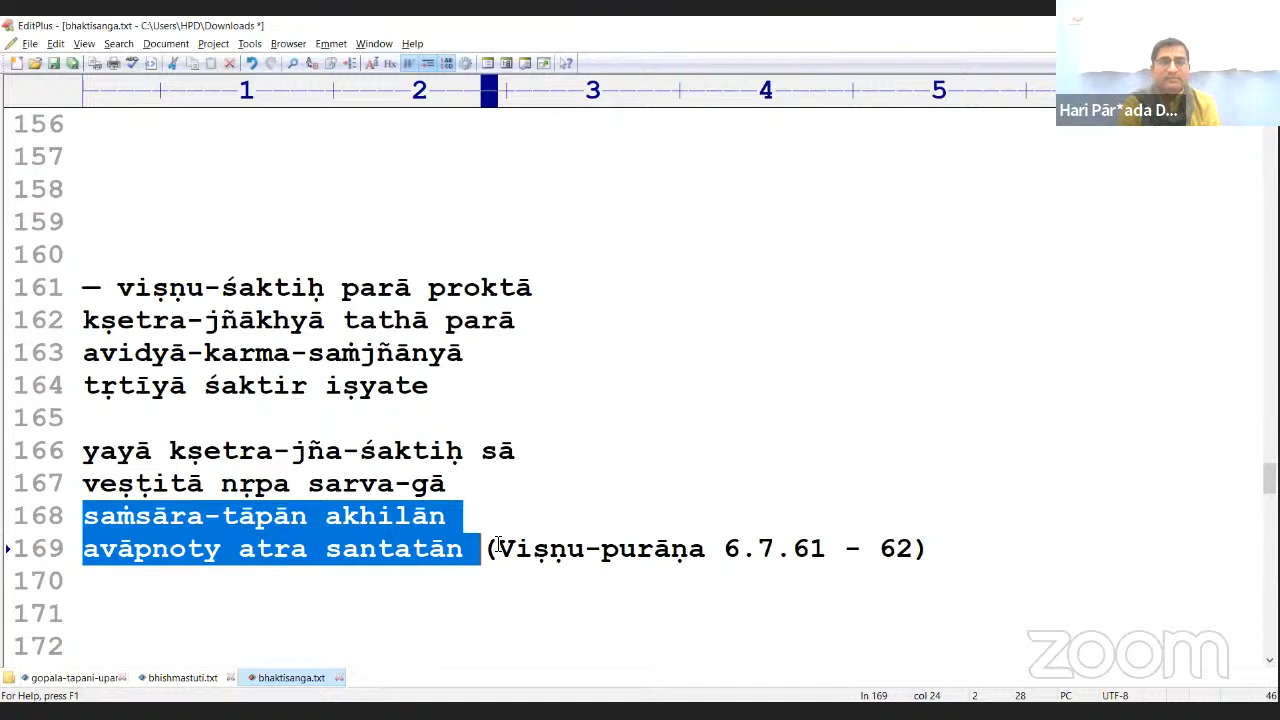 EditPlus - [bhaktisanga.txt - C:\Users\HPD\Downloads *]
File Edit View Search Document Project Tools Browser Emmet Window Help
1 2 3 4 5
Hari Pār*ada D...
156
157
158
159
160
161 — viṣṇu-śaktiḥ parā proktā
162 kṣetra-jñākhyā tathā parā
163 avidyā-karma-saṁjñānyā
164 tṛtīyā śaktir iṣyate
165
166 yayā kṣetra-jña-śaktiḥ sā
167 veṣṭitā nṛpa sarva-gā
168 saṁsāra-tāpān akhilān
169 avāpnoty atra santatān (Viṣṇu-purāṇa 6.7.61 - 62)
170
171
172
zoom
gopala-tapani-upar bhishmastuti.txt bhaktisanga.txt
For Help, press F1 ln 169 col 24 2 28 PC UTF-8 46